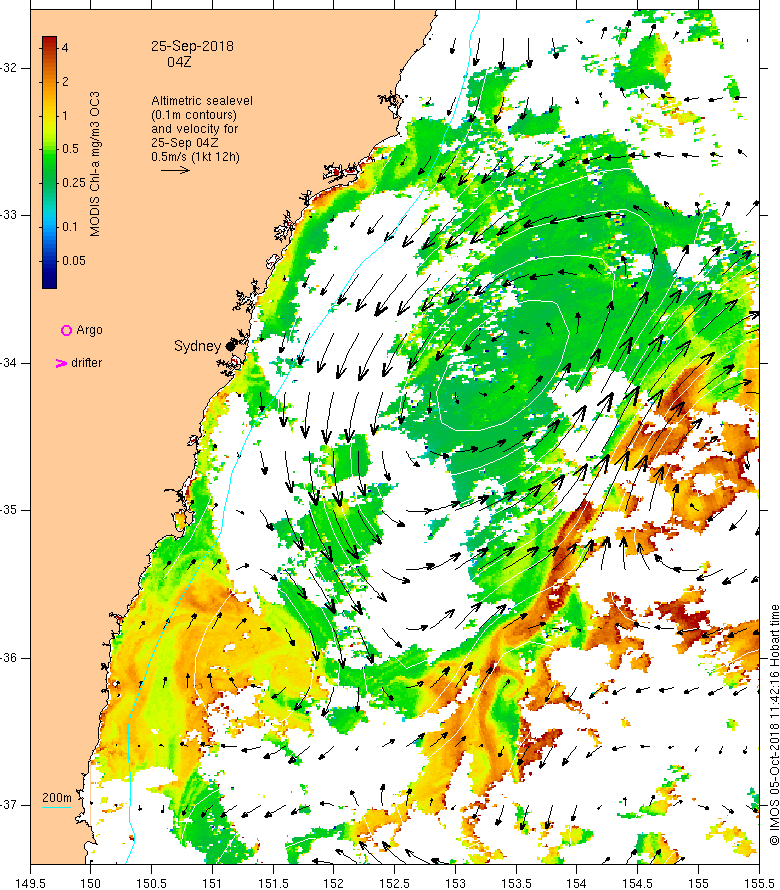 25-Sep-2018
04Z
Altimetric sealevel
(0.1m contours)
and velocity for
25-Sep 04Z
0.5m/s (1kt 12h)
4
2
1
0.5
0.25
0.1
0.05
MODIS Chl-a mg/m3 OC3
Argo
drifter
Sydney
200m
-32
-33
-34
-35
-36
-37
149.5 150 150.5 151 151.5 152 152.5 153 153.5 154 154.5 155 155.5
© IMOS 05-Oct-2018 11:42:16 Hobart time